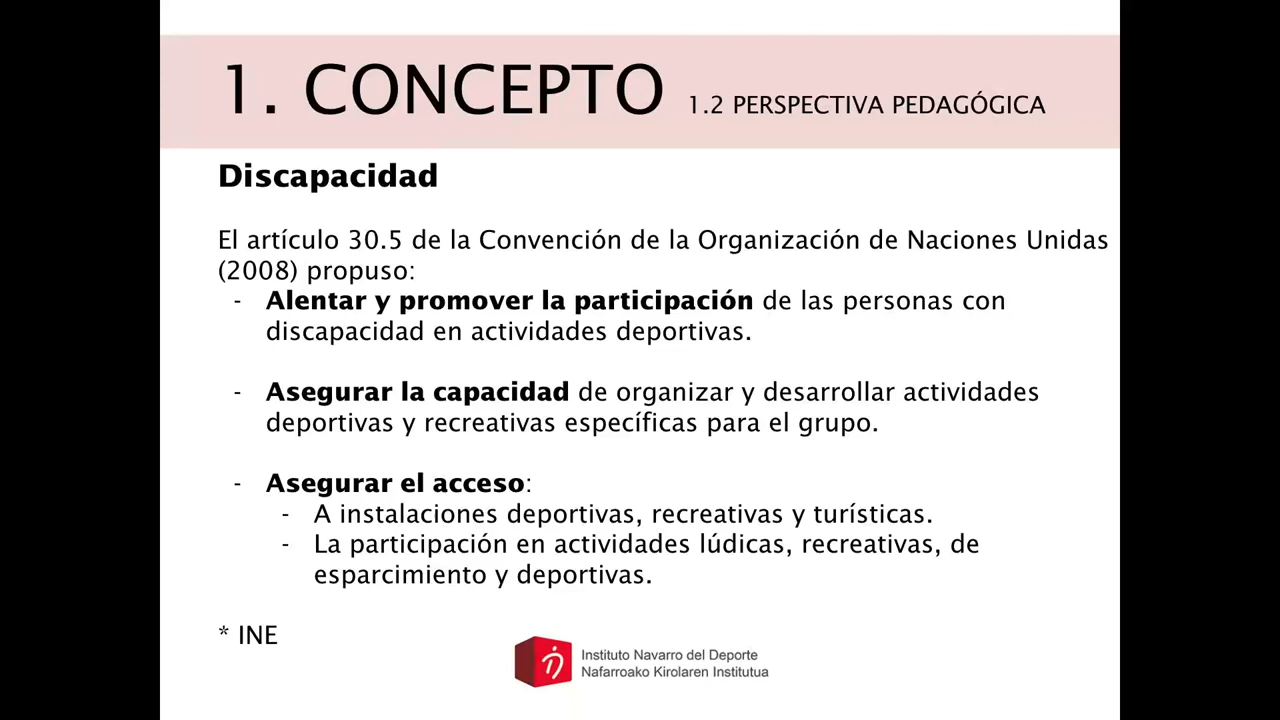 1. CONCEPTO 1.2 PERSPECTIVA PEDAGÓGICA
Discapacidad
El artículo 30.5 de la Convención de la Organización de Naciones Unidas
(2008) propuso:
- Alentar y promover la participación de las personas con
discapacidad en actividades deportivas.
- Asegurar la capacidad de organizar y desarrollar actividades
deportivas y recreativas específicas para el grupo.
- Asegurar el acceso:
- A instalaciones deportivas, recreativas y turísticas.
- La participación en actividades lúdicas, recreativas, de
esparcimiento y deportivas.
* INE
Instituto Navarro del Deporte
Nafarroako Kirolaren Institutua